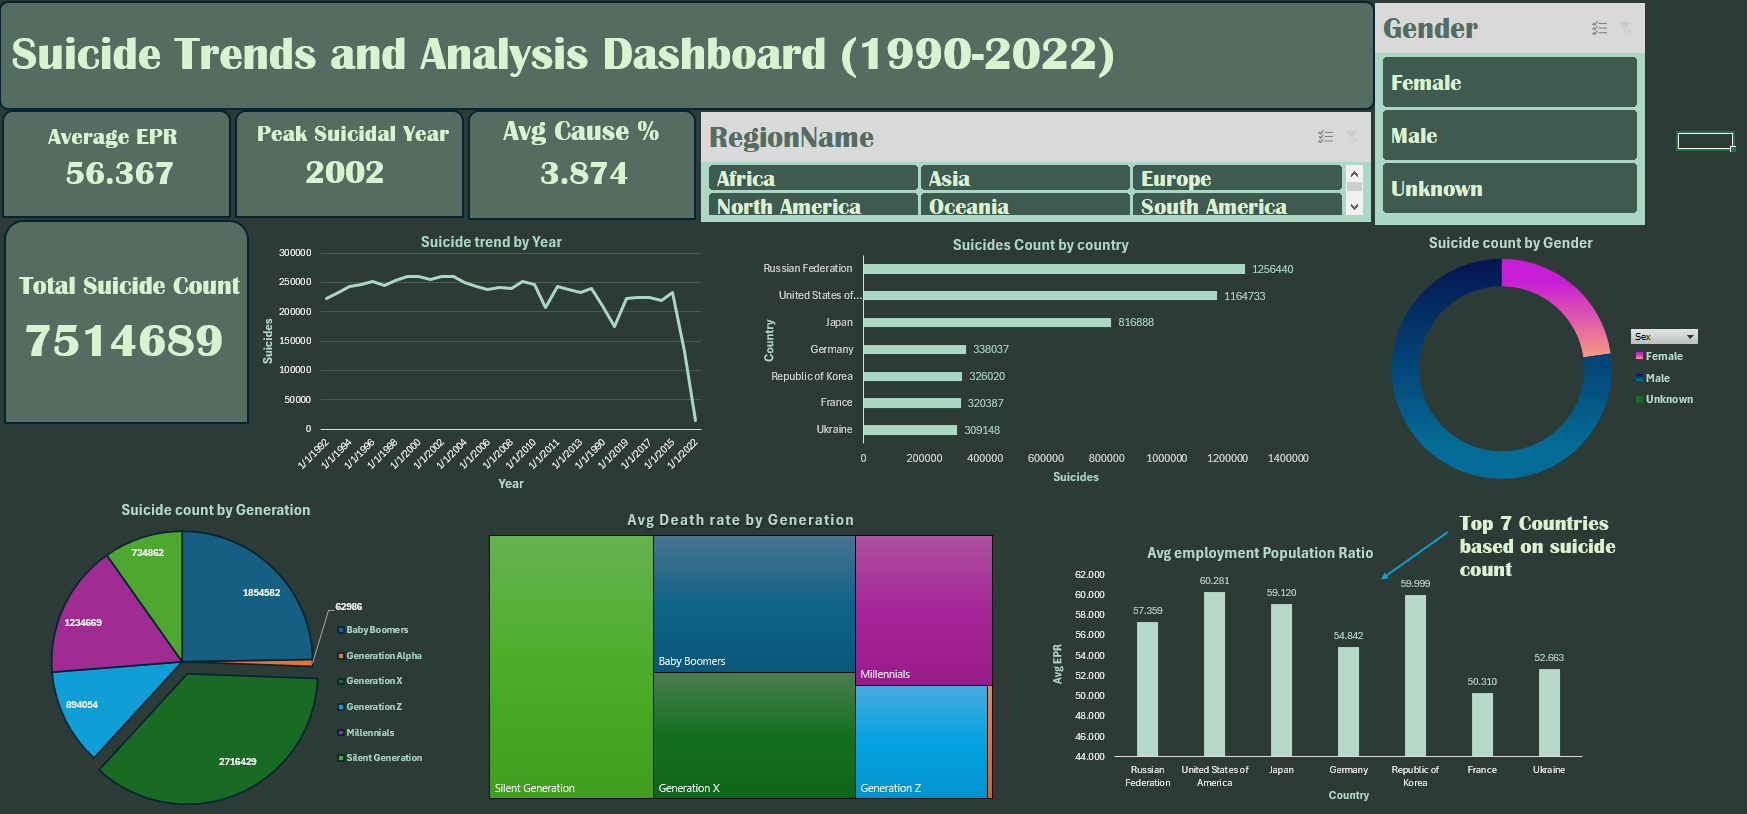 Suicide Trends and Analysis Dashboard (1990-2022)
Gender
Female
Male
Unknown
Average EPR
56.367
Peak Suicidal Year
2002
Avg Cause %
3.874
RegionName
Africa
Asia
Europe
North America
Oceania
South America
Total Suicide Count
7514689
Suicide trend by Year
300000
250000
200000
150000
100000
50000
0
Suicides
1/1/1992
1/1/1994
1/1/1996
1/1/1998
1/1/2000
1/1/2002
1/1/2004
1/1/2006
1/1/2008
1/1/2010
1/1/2011
1/1/2013
1/1/1990
1/1/2019
1/1/2017
1/1/2015
1/1/2022
Year
Suicides Count by country
Country
Russian Federation
1256440
United States of...
1164733
Japan
816888
Germany
338037
Republic of Korea
326020
France
320387
Ukraine
309148
0
200000
400000
600000
800000
1000000
1200000
1400000
Suicides
Suicide count by Gender
Sex
Female
Male
Unknown
Suicide count by Generation
734862
1854582
62986
1234669
894054
2716429
Baby Boomers
Generation Alpha
Generation X
Generation Z
Millennials
Silent Generation
Avg Death rate by Generation
Silent Generation
Baby Boomers
Generation X
Millennials
Generation Z
Top 7 Countries
based on suicide
count
Avg employment Population Ratio
62.000
60.000
58.000
56.000
54.000
52.000
50.000
48.000
46.000
44.000
Avg EPR
57.359
60.281
59.120
54.842
59.999
50.310
52.663
Russian
Federation
United States of
America
Japan
Germany
Republic of
Korea
France
Ukraine
Country